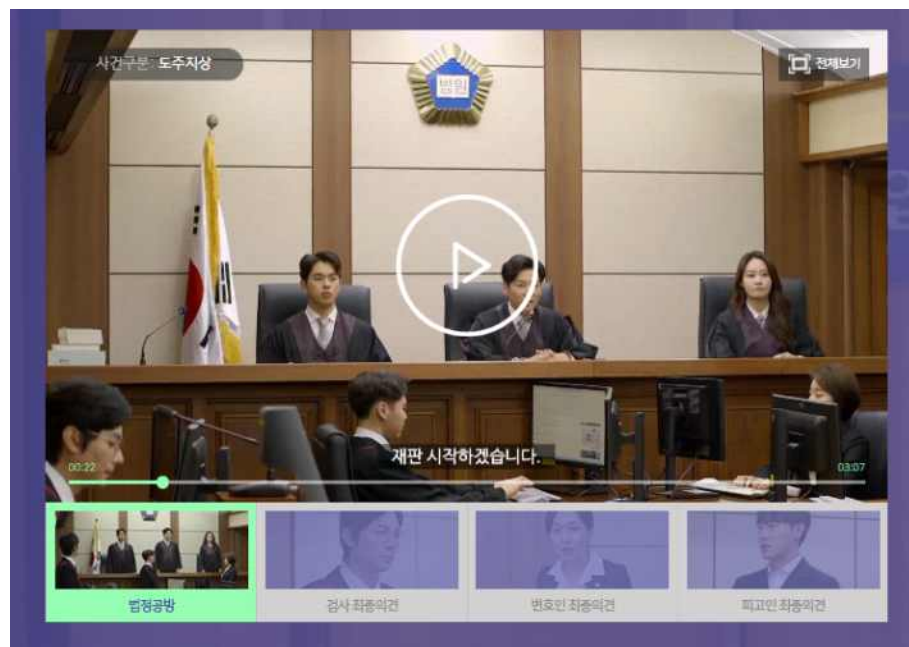 사건구분: 도주치상
법원
전체보기
재판 시작하겠습니다.
00:22
03:07
법정공방
검사 최종의견
변호인 최종의견
피고인 최종의견